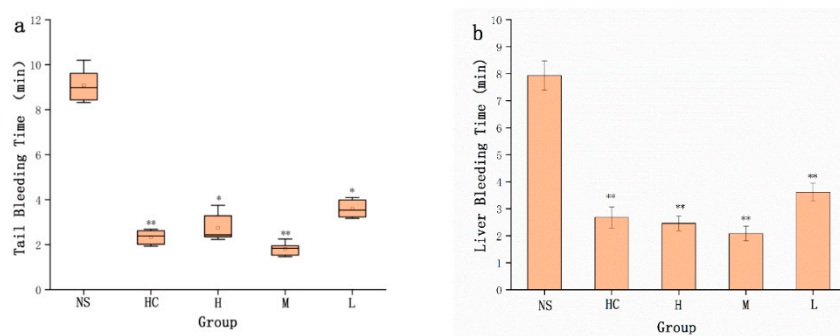 a
Tail Bleeding Time （min）
12
10
8
6
4
2
0
**
*
**
*
NS
HC
H
M
L
Group
b
Liver Bleeding Time (min)
10
9
8
7
6
5
4
3
2
1
0
**
**
**
**
NS
HC
H
M
L
Group